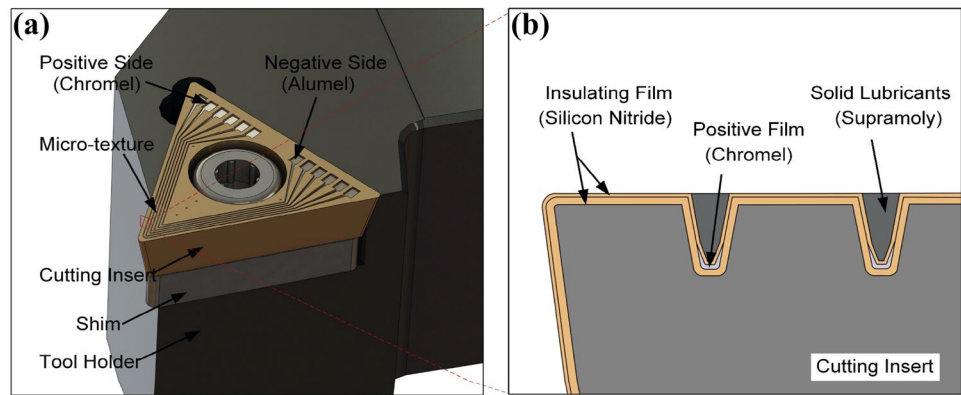 (a)
Positive Side
(Chromel)
Negative Side
(Alumel)
Micro-texture
Cutting Insert
Shim
Tool Holder
(b)
Insulating Film
(Silicon Nitride)
Solid Lubricants
(Supramoly)
Positive Film
(Chromel)
Cutting Insert